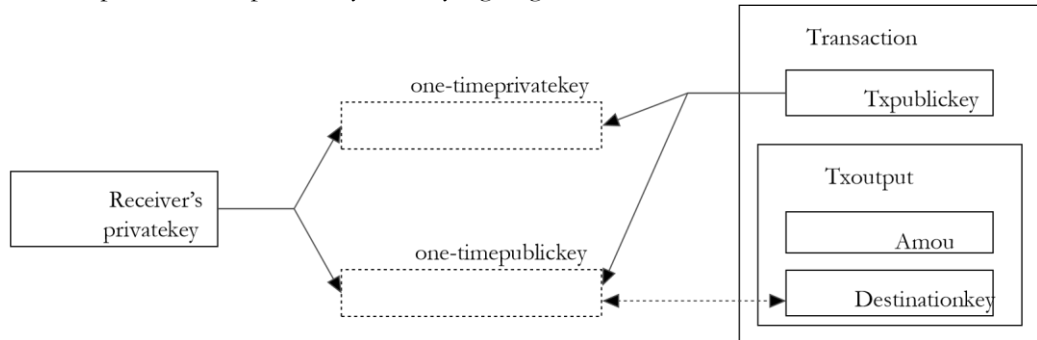 Transaction
one-timeprivatekey
Txpublickey
Txoutput
Receiver's
privatekey
Amou
one-timepublickey
Destinationkey